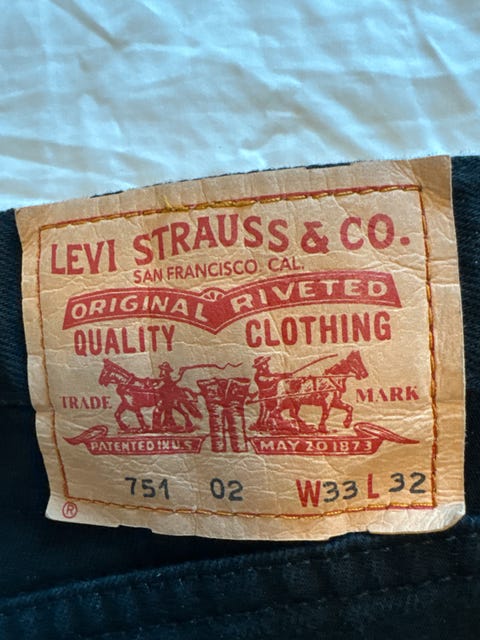 LEVI STRAUSS & CO.
SAN FRANCISCO CAL.
ORIGINAL RIVETED
QUALITY CLOTHING
TRADE MARK
PATENTED IN U.S. MAY 20 1873
751 02 W33 L 32
®